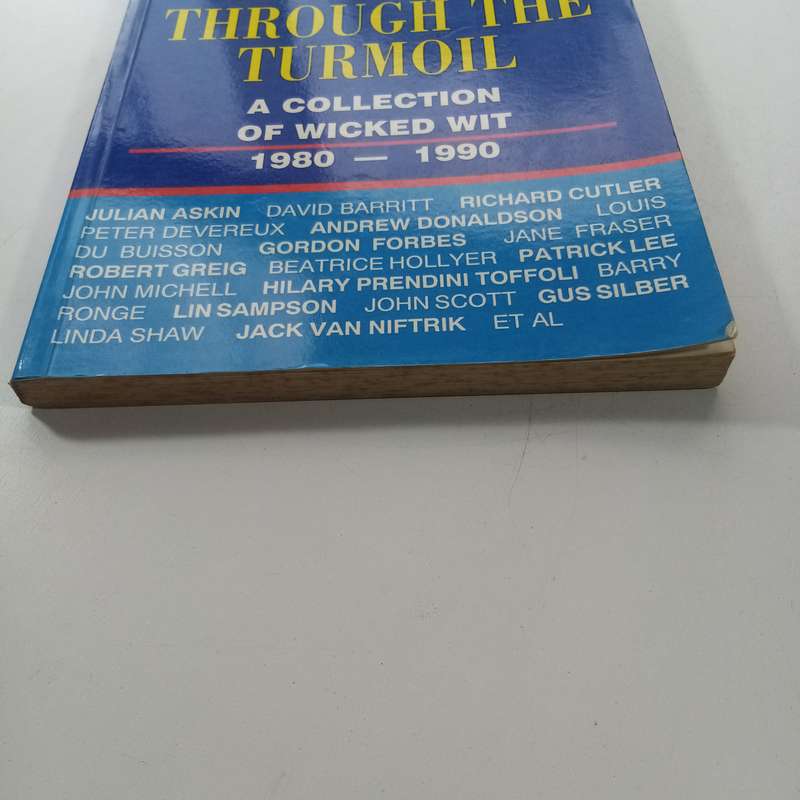 THROUGH THE
TURMOIL
A COLLECTION
OF WICKED WIT
1980 — 1990
JULIAN ASKIN DAVID BARRITT RICHARD CUTLER
PETER DEVEREUX ANDREW DONALDSON LOUIS
DU BUISSON GORDON FORBES JANE FRASER
ROBERT GREIG BEATRICE HOLLYER PATRICK LEE
JOHN MICHELL HILARY PRENDINI TOFFOLI BARRY
RONGE LIN SAMPSON JOHN SCOTT GUS SILBER
LINDA SHAW JACK VAN NIFTRIK ET AL